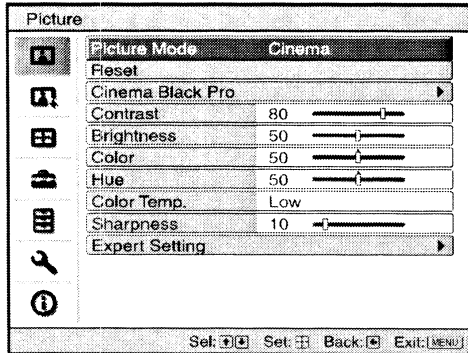 Picture
Picture Mode Cinema
Reset
Cinema Black Pro
Contrast 80
Brightness 50
Color 50
Hue 50
Color Temp. Low
Sharpness 10
Expert Setting
Sel: Set: Back: Exit: MENU